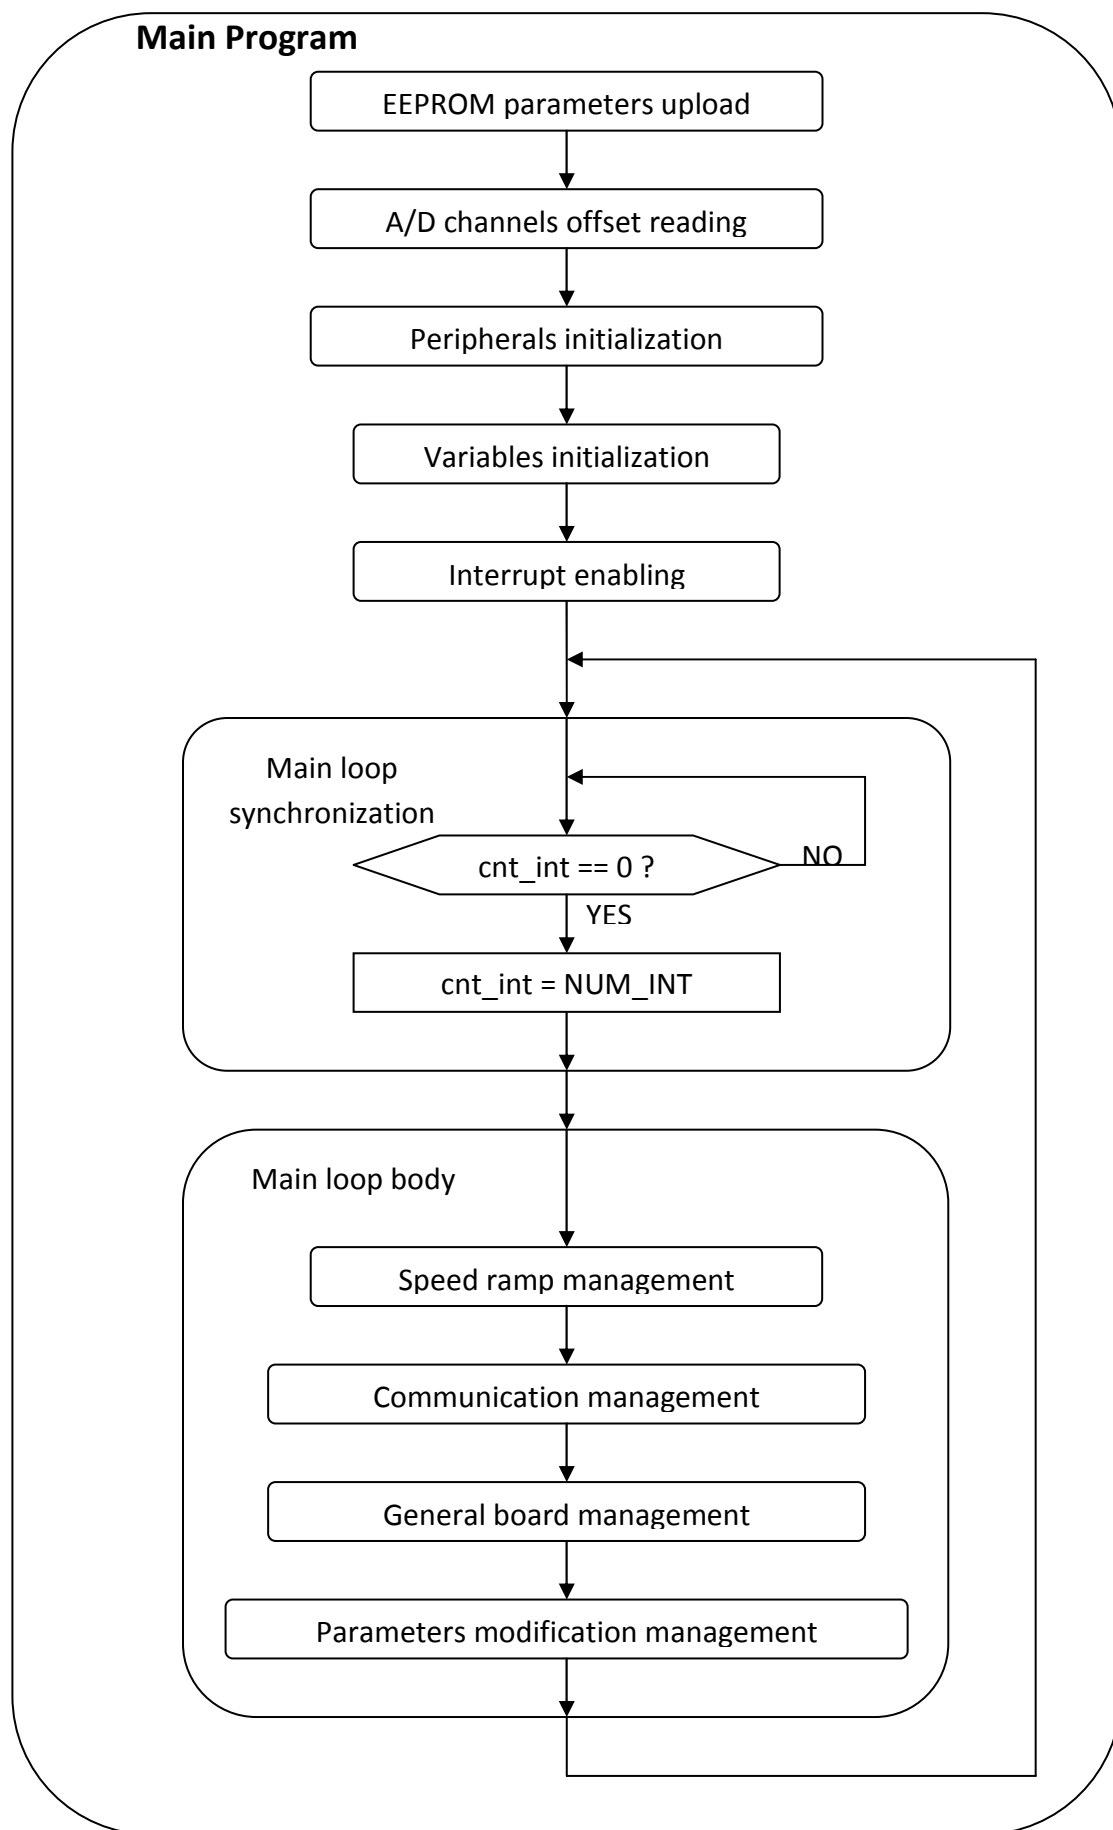 Main Program
EEPROM parameters upload
A/D channels offset reading
Peripherals initialization
Variables initialization
Interrupt enabling
Main loop
synchronization
cnt_int == 0 ?
NO
YES
cnt_int = NUM_INT
Main loop body
Speed ramp management
Communication management
General board management
Parameters modification management